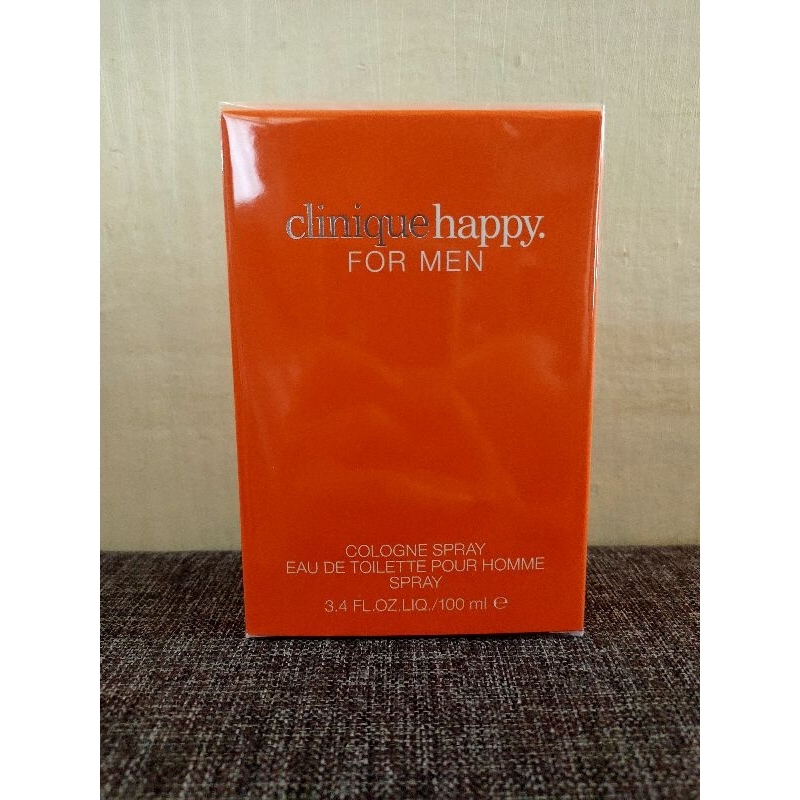 clinique happy.
FOR MEN
COLOGNE SPRAY
EAU DE TOILETTE POUR HOMME
SPRAY
3.4 FL.OZ.LIQ./100 ml ℮